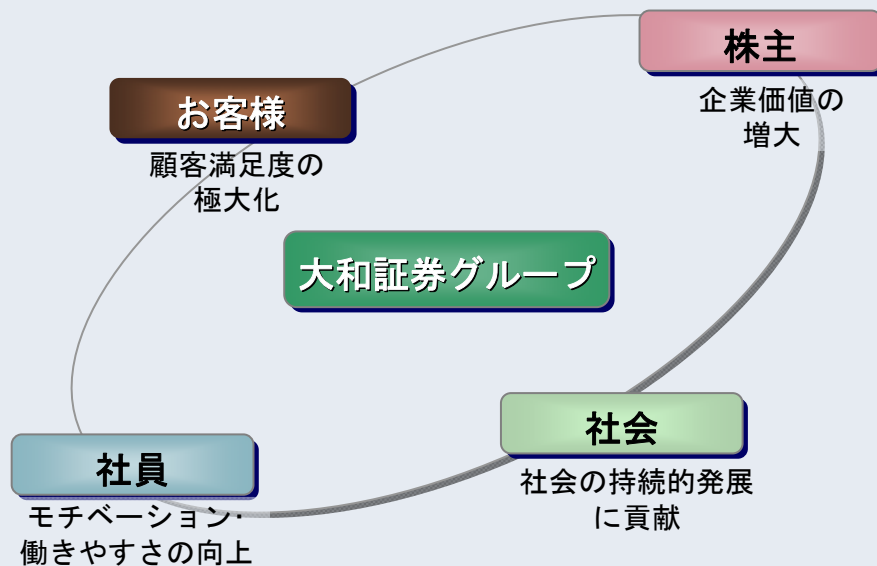 株主
企業価値の
増大
お客様
顧客満足度の
極大化
大和証券グループ
社会
社会の持続的発展
に貢献
社員
モチベーション・
働きやすさの向上